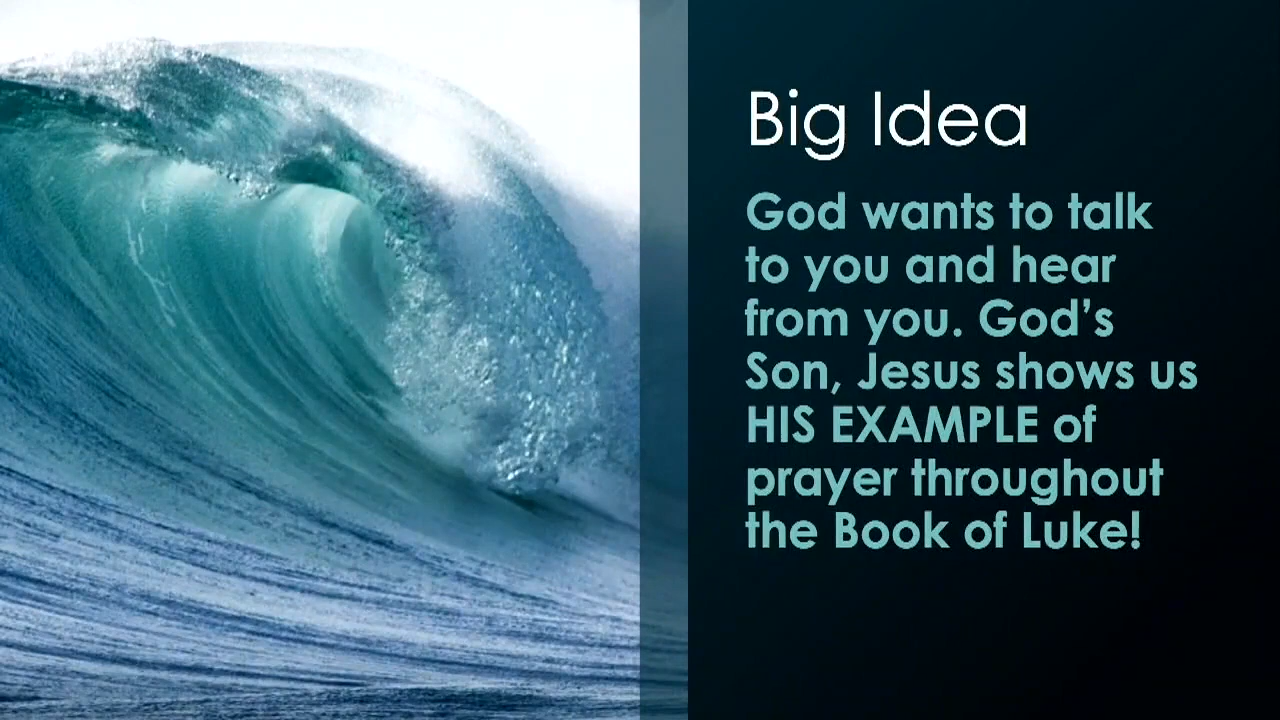 Big Idea
God wants to talk
to you and hear
from you. God’s
Son, Jesus shows us
HIS EXAMPLE of
prayer throughout
the Book of Luke!